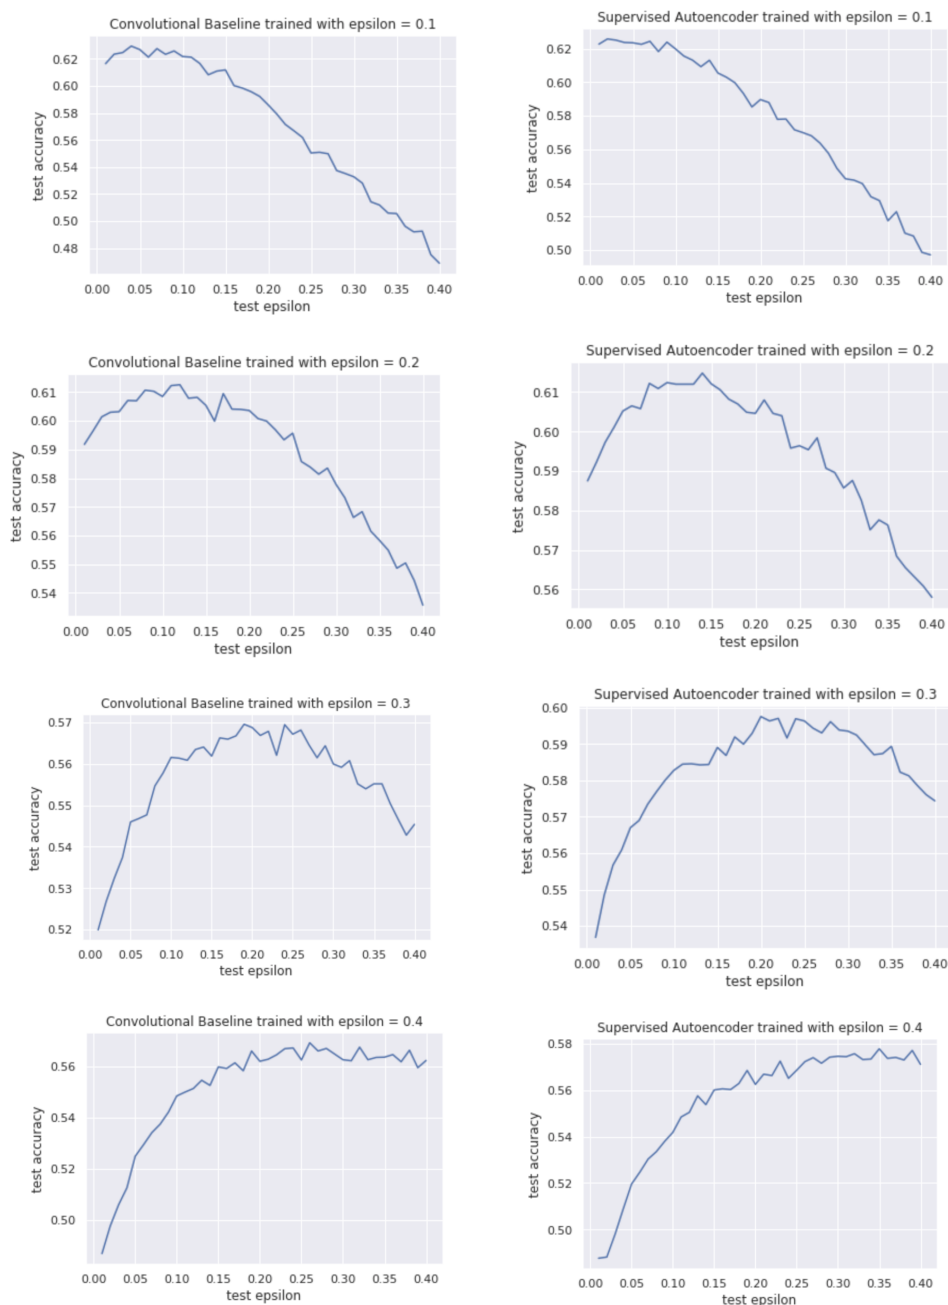 Convolutional Baseline trained with epsilon = 0.1
test accuracy
0.62
0.60
0.58
0.56
0.54
0.52
0.50
0.48
0.00 0.05 0.10 0.15 0.20 0.25 0.30 0.35 0.40
test epsilon
Supervised Autoencoder trained with epsilon = 0.1
test accuracy
0.62
0.60
0.58
0.56
0.54
0.52
0.50
0.00 0.05 0.10 0.15 0.20 0.25 0.30 0.35 0.40
test epsilon
Convolutional Baseline trained with epsilon = 0.2
test accuracy
0.61
0.60
0.59
0.58
0.57
0.56
0.55
0.54
0.00 0.05 0.10 0.15 0.20 0.25 0.30 0.35 0.40
test epsilon
Supervised Autoencoder trained with epsilon = 0.2
test accuracy
0.61
0.60
0.59
0.58
0.57
0.56
0.00 0.05 0.10 0.15 0.20 0.25 0.30 0.35 0.40
test epsilon
Convolutional Baseline trained with epsilon = 0.3
test accuracy
0.57
0.56
0.55
0.54
0.53
0.52
0.00 0.05 0.10 0.15 0.20 0.25 0.30 0.35 0.40
test epsilon
Supervised Autoencoder trained with epsilon = 0.3
test accuracy
0.60
0.59
0.58
0.57
0.56
0.55
0.54
0.00 0.05 0.10 0.15 0.20 0.25 0.30 0.35 0.40
test epsilon
Convolutional Baseline trained with epsilon = 0.4
test accuracy
0.56
0.54
0.52
0.50
0.00 0.05 0.10 0.15 0.20 0.25 0.30 0.35 0.40
test epsilon
Supervised Autoencoder trained with epsilon = 0.4
test accuracy
0.58
0.56
0.54
0.52
0.50
0.00 0.05 0.10 0.15 0.20 0.25 0.30 0.35 0.40
test epsilon